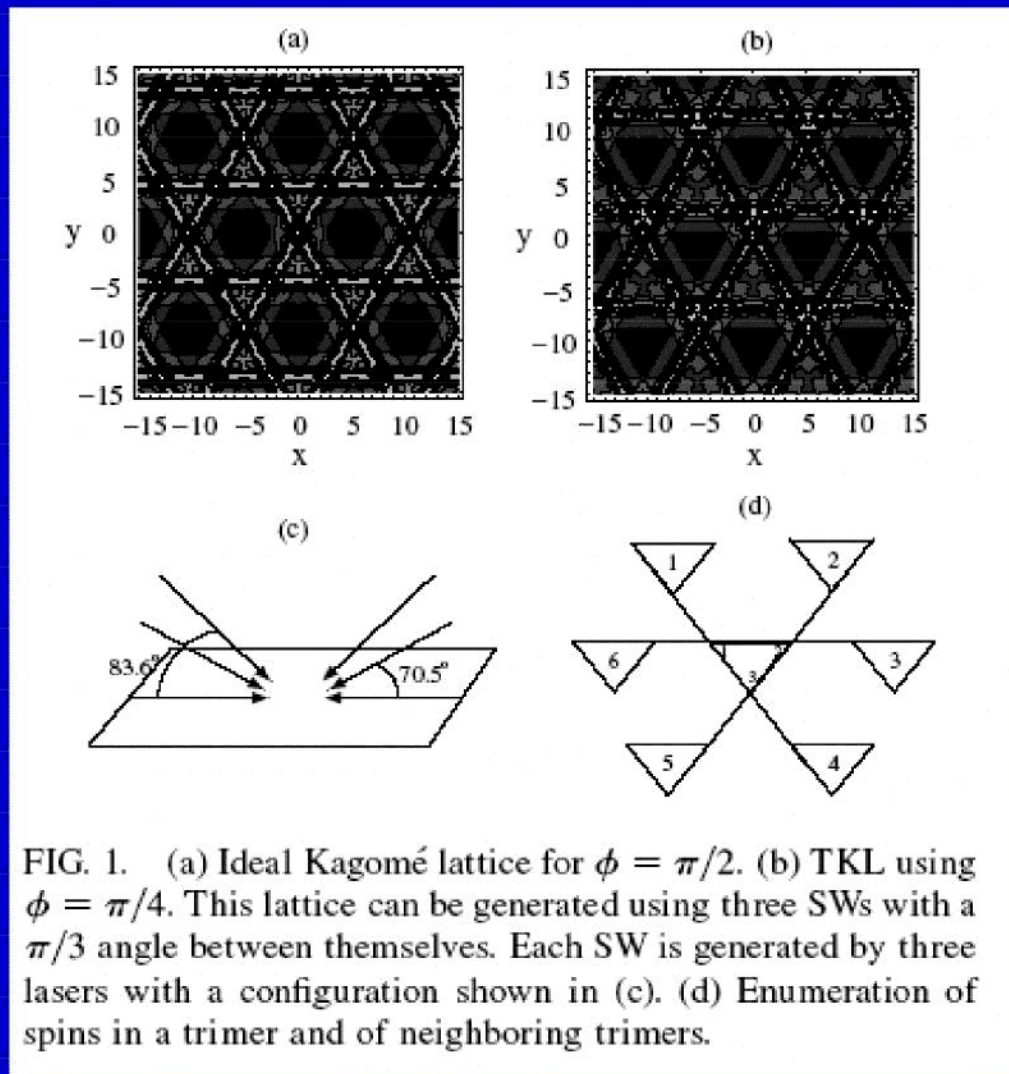 (a)
(b)
15
10
5
y 0
−5
−10
−15
−15 −10 −5 0 5 10 15
x
15
10
5
y 0
−5
−10
−15
−15 −10 −5 0 5 10 15
x
(c)
(d)
83.6°
70.5°
1
2
6
3
3
5
4
FIG. 1. (a) Ideal Kagomé lattice for ϕ = π/2. (b) TKL using
ϕ = π/4. This lattice can be generated using three SWs with a
π/3 angle between themselves. Each SW is generated by three
lasers with a configuration shown in (c). (d) Enumeration of
spins in a trimer and of neighboring trimers.